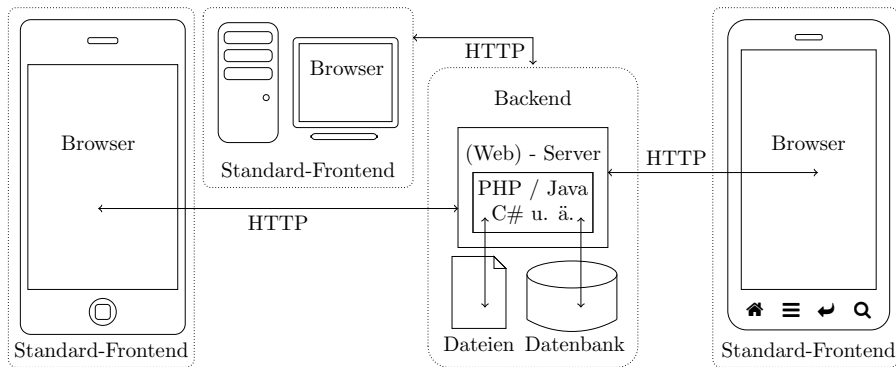 Browser
HTTP
Browser
Backend
(Web) - Server
HTTP
Browser
Standard-Frontend
PHP / Java
C# u. ä.
HTTP
Dateien
Datenbank
Standard-Frontend
Standard-Frontend